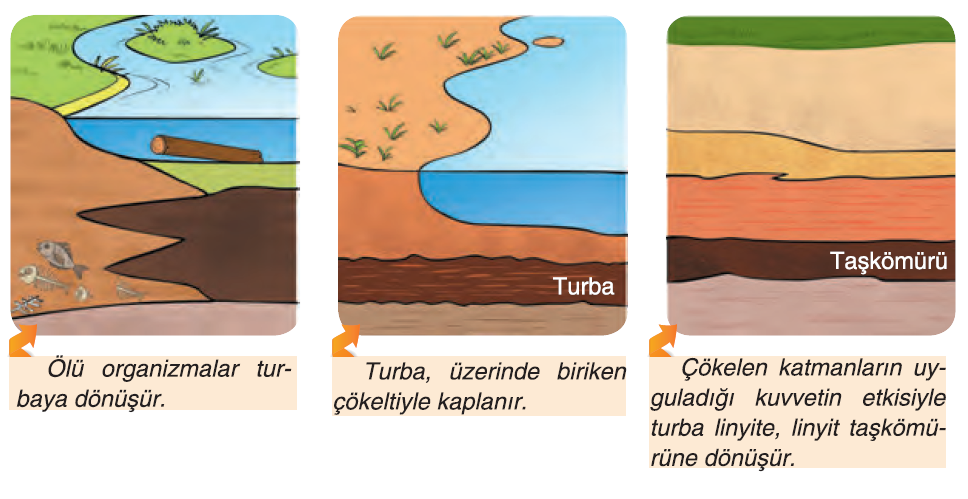 Turba
Taşkömürü
Ölü organizmalar tur-
baya dönüşür.
Turba, üzerinde biriken
çökeltiyle kaplanır.
Çökelen katmanların uy-
guladığı kuvvetin etkisiyle
turba linyite, linyit taşkömü-
rüne dönüşür.